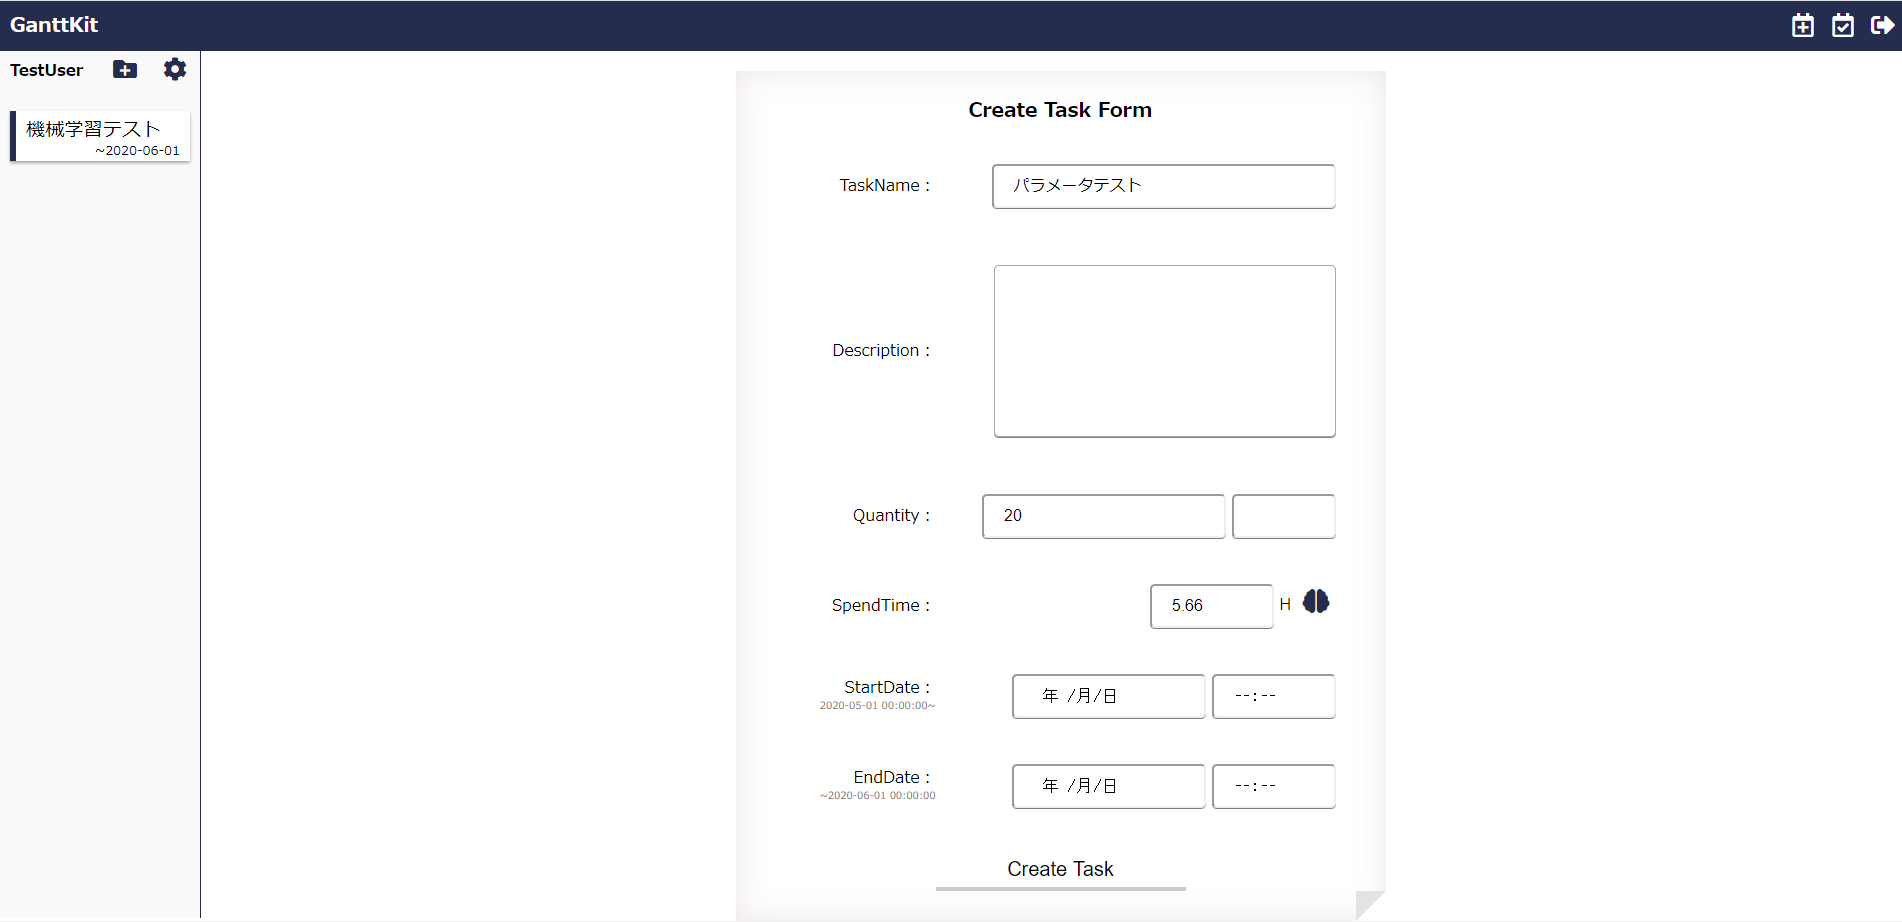 GanttKit
TestUser
機械学習テスト
~2020-06-01
Create Task Form
TaskName :
パラメータテスト
Description :
Quantity :
20
SpendTime :
5.66
H
StartDate :
2020-05-01 00:00:00~
年 /月/日
--:--
EndDate :
~2020-06-01 00:00:00
年 /月/日
--:--
Create Task